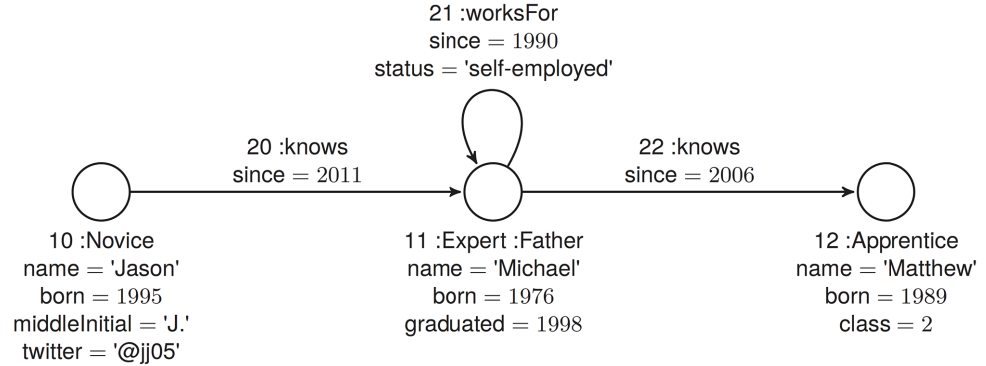 21 :worksFor
since = 1990
status = 'self-employed'
20 :knows
since = 2011
22 :knows
since = 2006
10 :Novice
name = 'Jason'
born = 1995
middleInitial = 'J.'
twitter = '@jj05'
11 :Expert :Father
name = 'Michael'
born = 1976
graduated = 1998
12 :Apprentice
name = 'Matthew'
born = 1989
class = 2